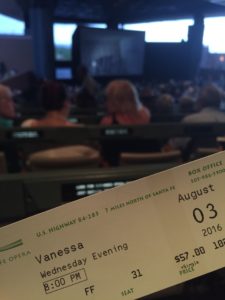 OPERA
U.S. HIGHWAY 84-285 7 MILES NORTH OF SANTA FE
BOX OFFICE
Vanessa
Wednesday Evening
8:00 PM
FF 31
SEAT
August
03
2016
$57.00
PRICE